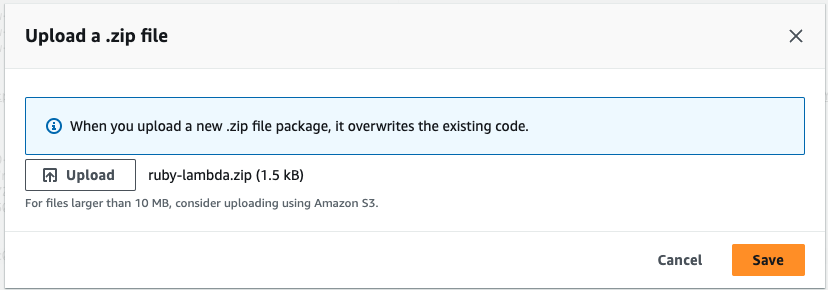 Upload a .zip file
When you upload a new .zip file package, it overwrites the existing code.
Upload ruby-lambda.zip (1.5 kB)
For files larger than 10 MB, consider uploading using Amazon S3.
Cancel Save